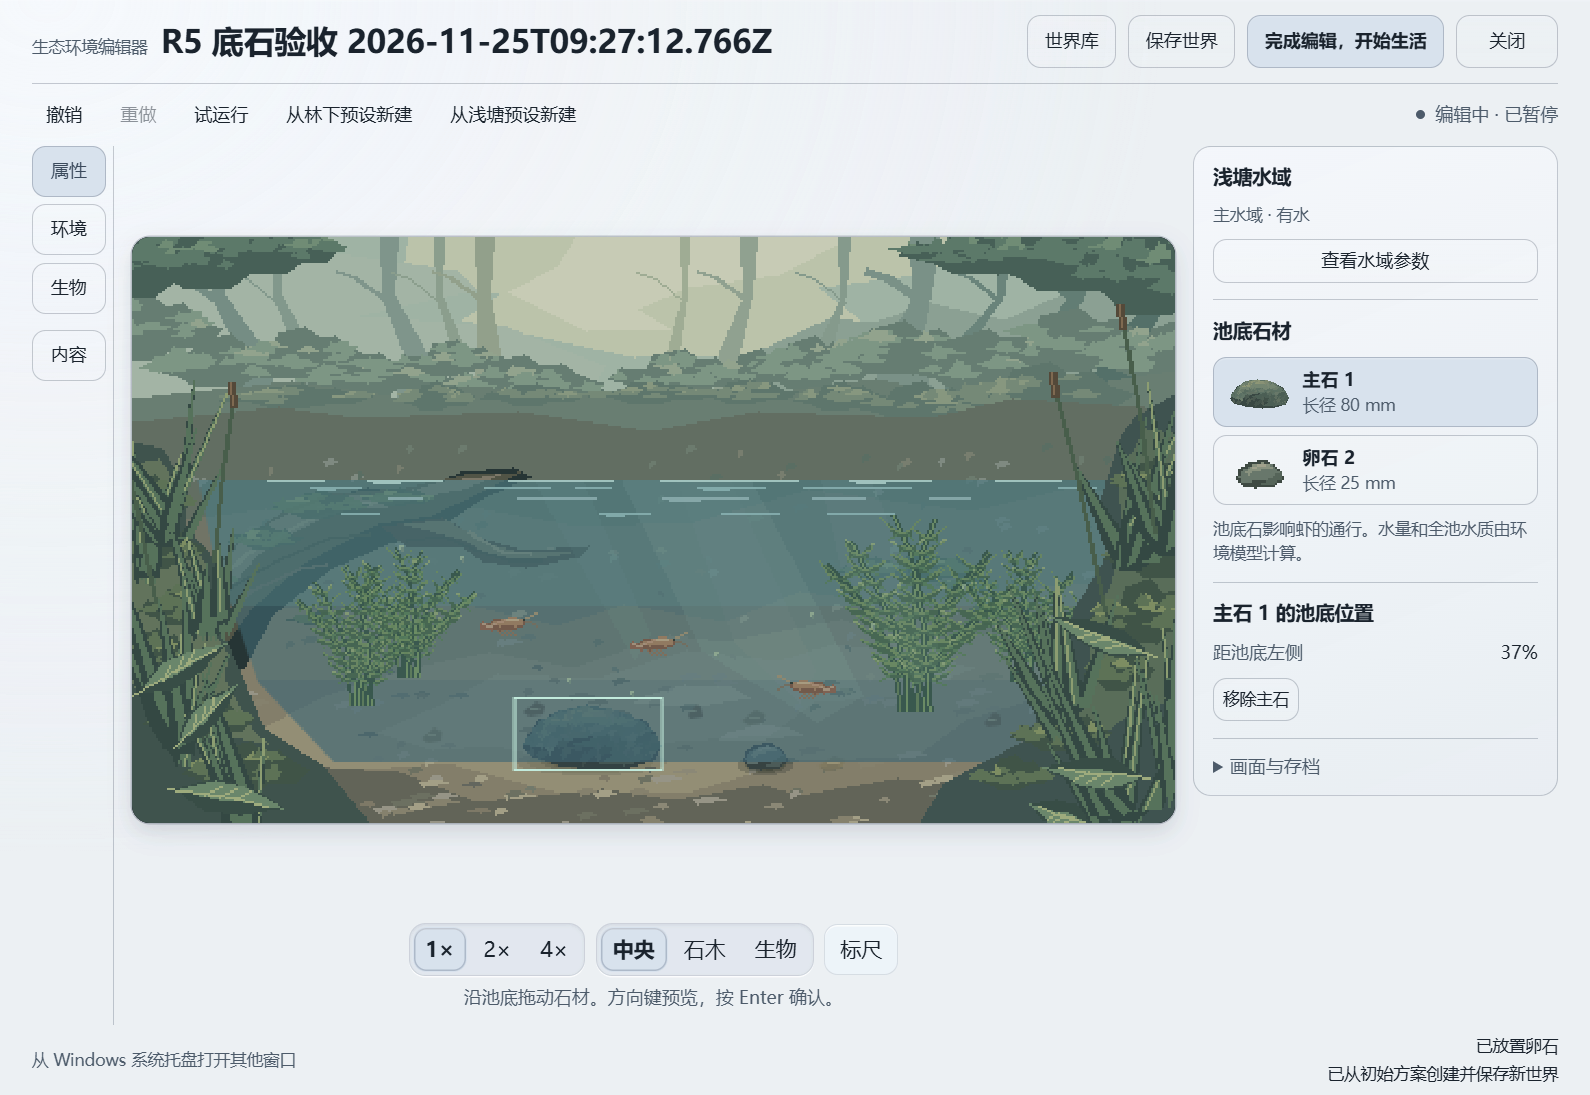 生态环境编辑器 R5 底石验收 2026-11-25T09:27:12.766Z
世界库 保存世界 完成编辑，开始生活 关闭
撤销 重做 试运行 从林下预设新建 从浅塘预设新建
编辑中 · 已暂停
属性
环境
生物
内容
浅塘水域
主水域 · 有水
查看水域参数
池底石材
主石 1
长径 80 mm
卵石 2
长径 25 mm
池底石影响虾的通行。水量和全池水质由环
境模型计算。
主石 1 的池底位置
距池底左侧 37%
移除主石
画面与存档
1× 2× 4× 中央 石木 生物 标尺
沿池底拖动石材。方向键预览，按 Enter 确认。
从 Windows 系统托盘打开其他窗口
已放置卵石
已从初始方案创建并保存新世界